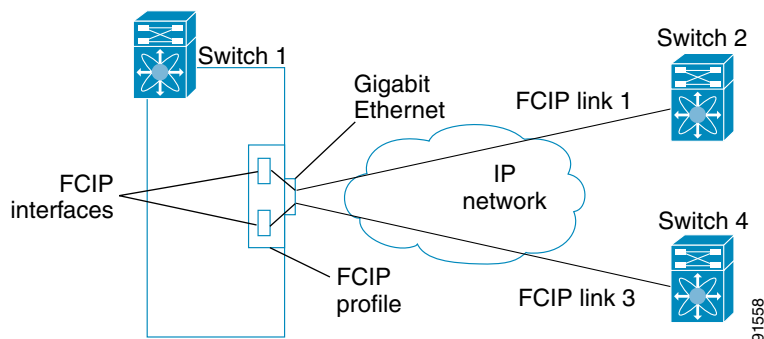 Switch 1
Switch 2
Gigabit
Ethernet
FCIP link 1
FCIP
interfaces
IP
network
Switch 4
FCIP
profile
FCIP link 3
91558